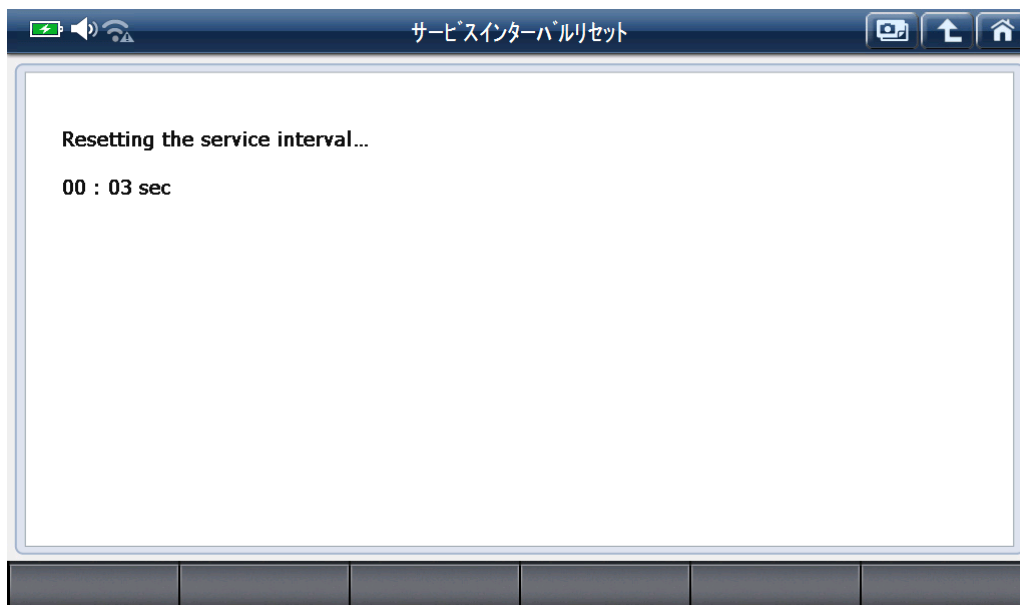 サービスインターバルリセット
Resetting the service interval...
00 : 03 sec